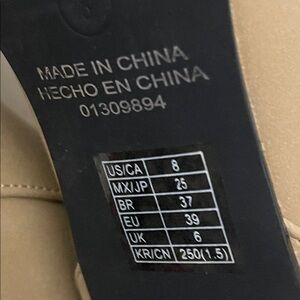 MADE IN CHINA
HECHO EN CHINA
01309894
US/CA 8
MX/JP 25
BR 37
EU 39
UK 6
KR/CN 250(1.5)